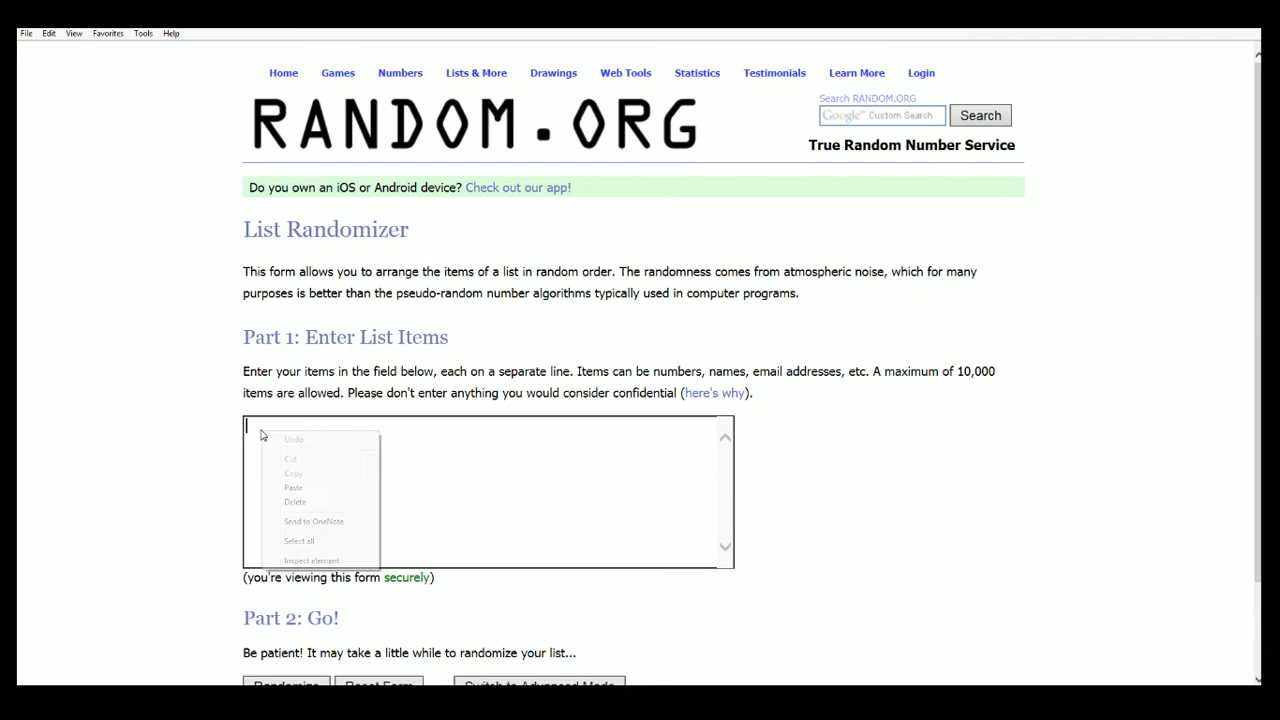 File Edit View Favorites Tools Help
Home Games Numbers Lists & More Drawings Web Tools Statistics Testimonials Learn More Login
RANDOM.ORG
Search RANDOM.ORG
Google™ Custom Search Search
True Random Number Service
Do you own an iOS or Android device? Check out our app!
List Randomizer
This form allows you to arrange the items of a list in random order. The randomness comes from atmospheric noise, which for many
purposes is better than the pseudo-random number algorithms typically used in computer programs.
Part 1: Enter List Items
Enter your items in the field below, each on a separate line. Items can be numbers, names, email addresses, etc. A maximum of 10,000
items are allowed. Please don't enter anything you would consider confidential (here's why).
Undo
Cut
Copy
Paste
Delete
Send to OneNote
Select all
Inspect element
(you're viewing this form securely)
Part 2: Go!
Be patient! It may take a little while to randomize your list...
Randomize Reset Form Switch to Advanced Mode